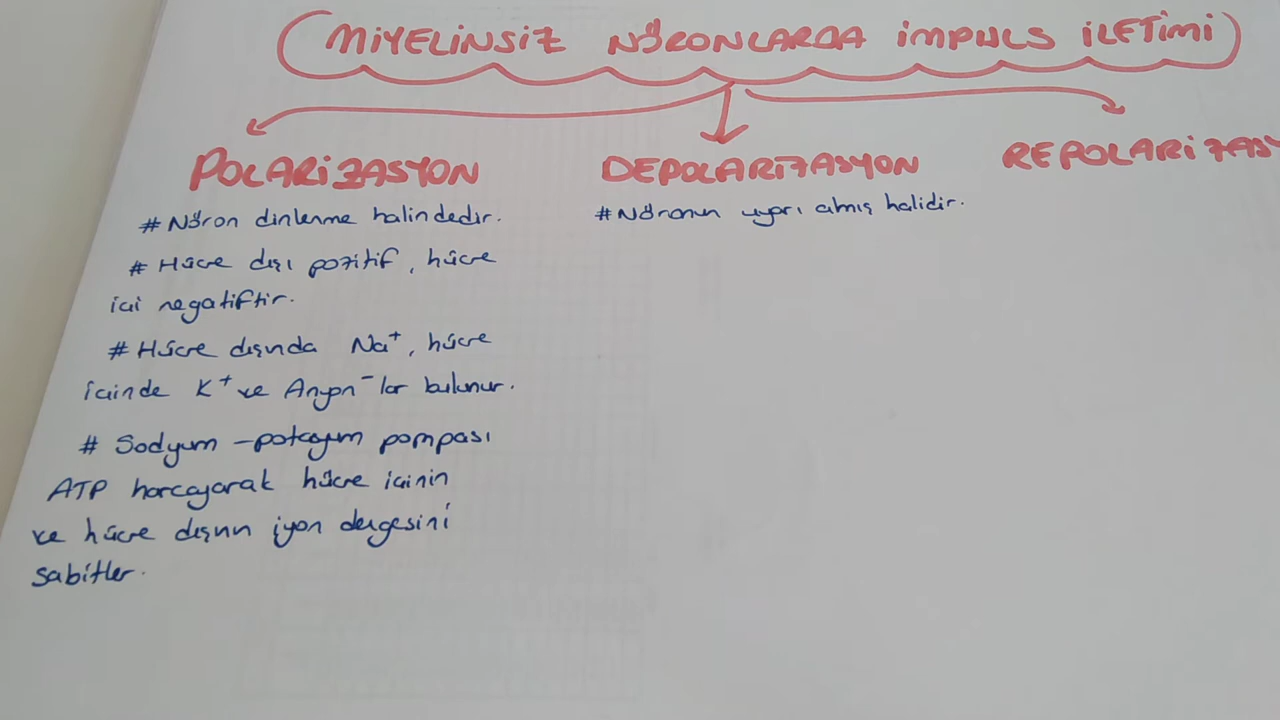 (MİYELİNSİZ NÖRONLARDA İMPULS İLETİMİ)
POLARİZASYON
# Nöron dinlenme halindedir.
# Hücre dışı pozitif, hücre
içi negatiftir.
# Hücre dışında Na⁺, hücre
içinde K⁺ ve Anyon⁻lar bulunur.
# Sodyum-potasyum pompası
ATP harcayarak hücre içinin
ve hücre dışının iyon dengesini
sabitler.
DEPOLARİZASYON
# Nöronun uyarı almış halidir.
REPOLARİZASY